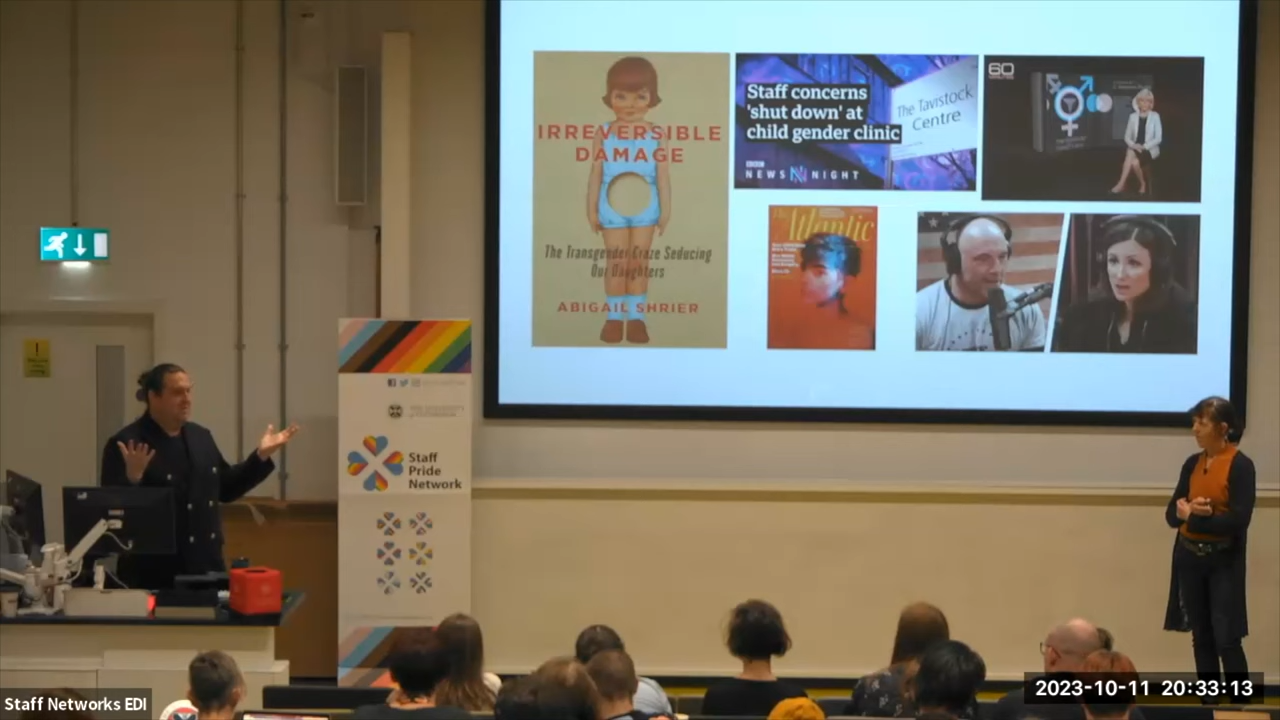 IRREVERSIBLE
DAMAGE
The Transgender Craze Seducing
Our Daughters
ABIGAIL SHRIER
Staff concerns
'shut down' at
child gender clinic
The Tavistock
Centre
BBC
NEWSNIGHT
60
The Atlantic
Staff
Pride
Network
Staff Networks EDI
2023-10-11 20:33:13